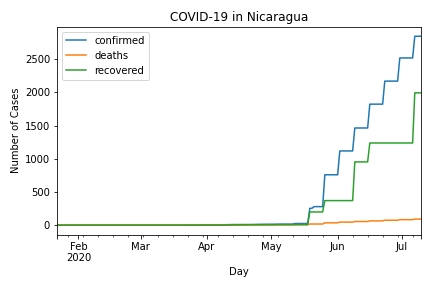 COVID-19 in Nicaragua
confirmed
deaths
recovered
Number of Cases
2500
2000
1500
1000
500
0
Feb Mar Apr May Jun Jul
2020
Day